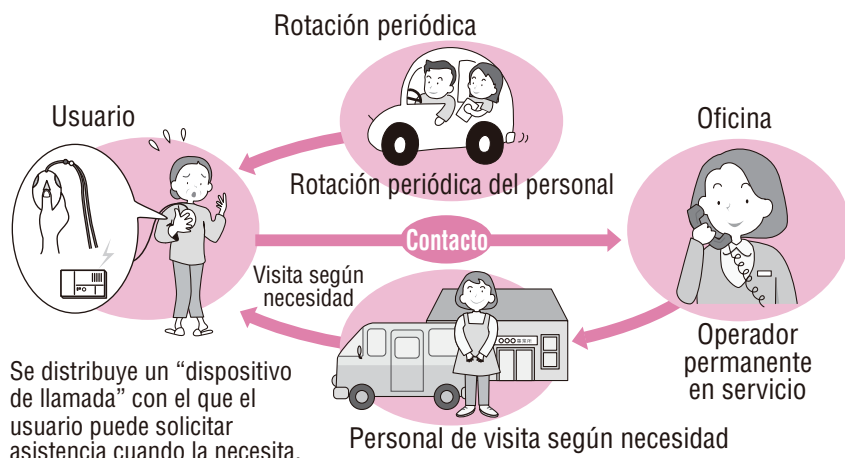 Rotación periódica
Usuario
Oficina
Rotación periódica del personal
Contacto
Visita según
necesidad
Operador
permanente
en servicio
Se distribuye un “dispositivo
de llamada” con el que el
usuario puede solicitar
asistencia cuando la necesita.
Personal de visita según necesidad